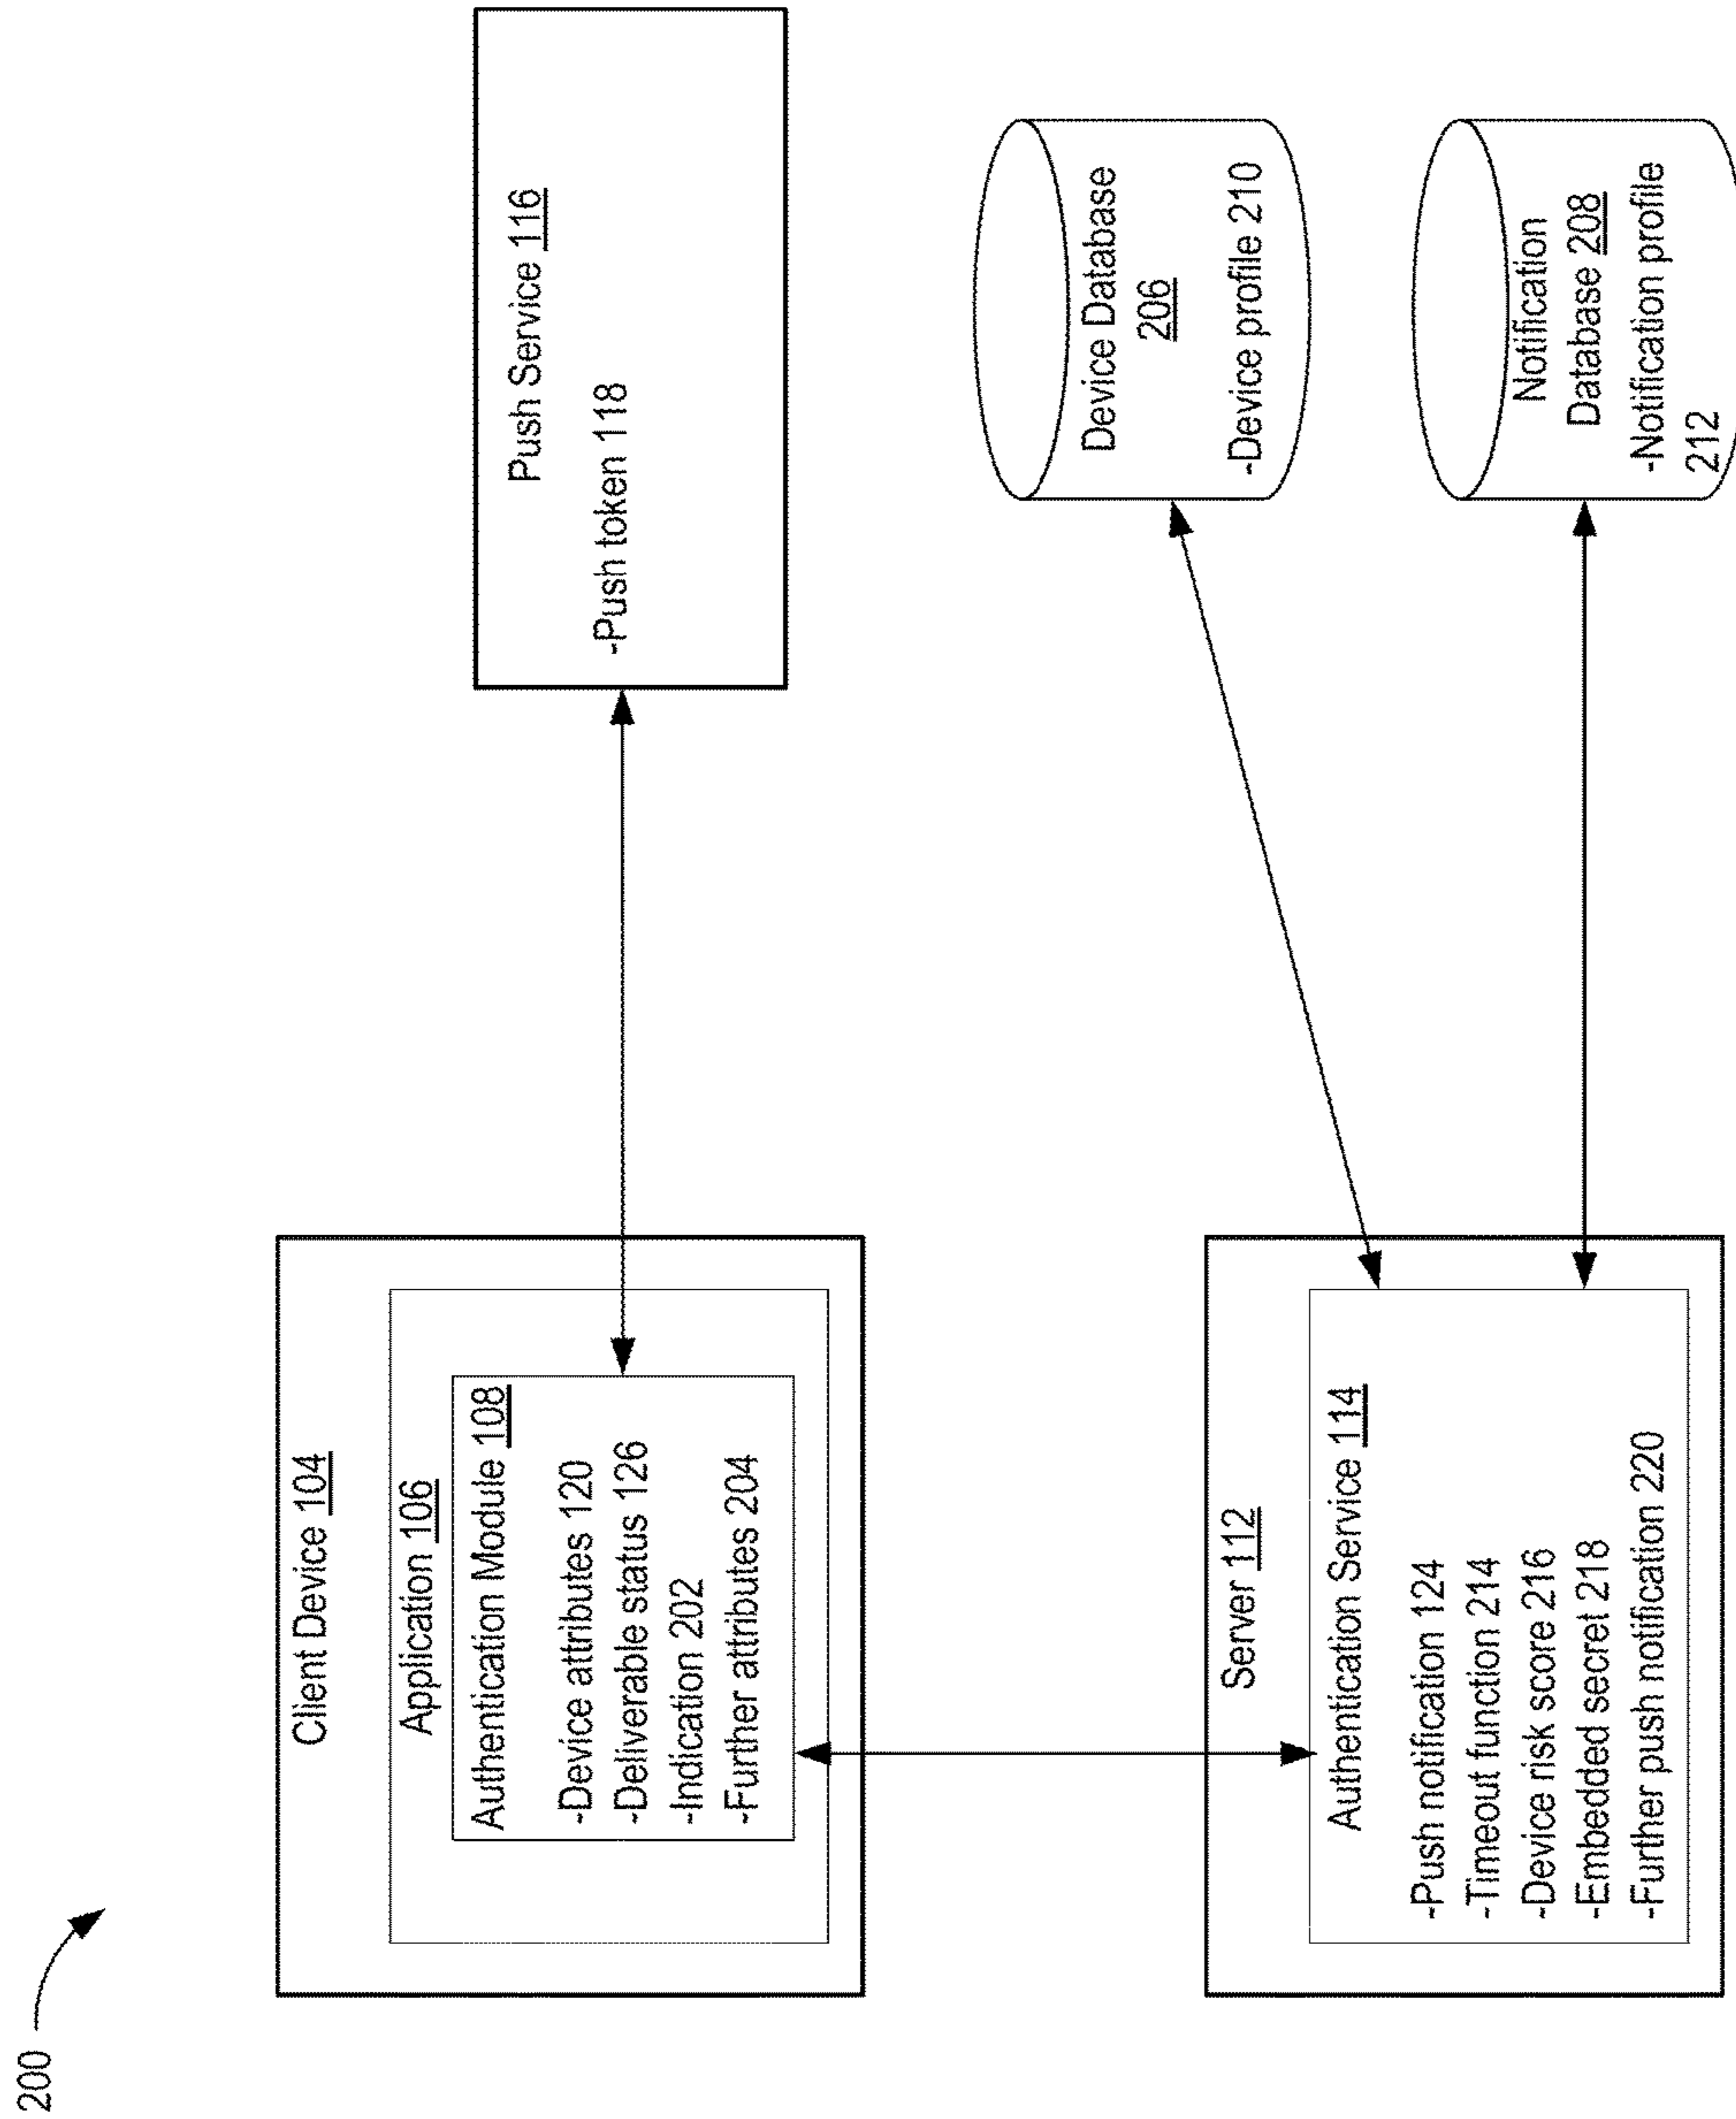 200
Client Device 104
Application 106
Authentication Module 108
-Device attributes 120
-Deliverable status 126
-Indication 202
-Further attributes 204
Push Service 116
-Push token 118
Server 112
Authentication Service 114
-Push notification 124
-Timeout function 214
-Device risk score 216
-Embedded secret 218
-Further push notification 220
Device Database
206
-Device profile 210
Notification
Database 208
-Notification profile
212